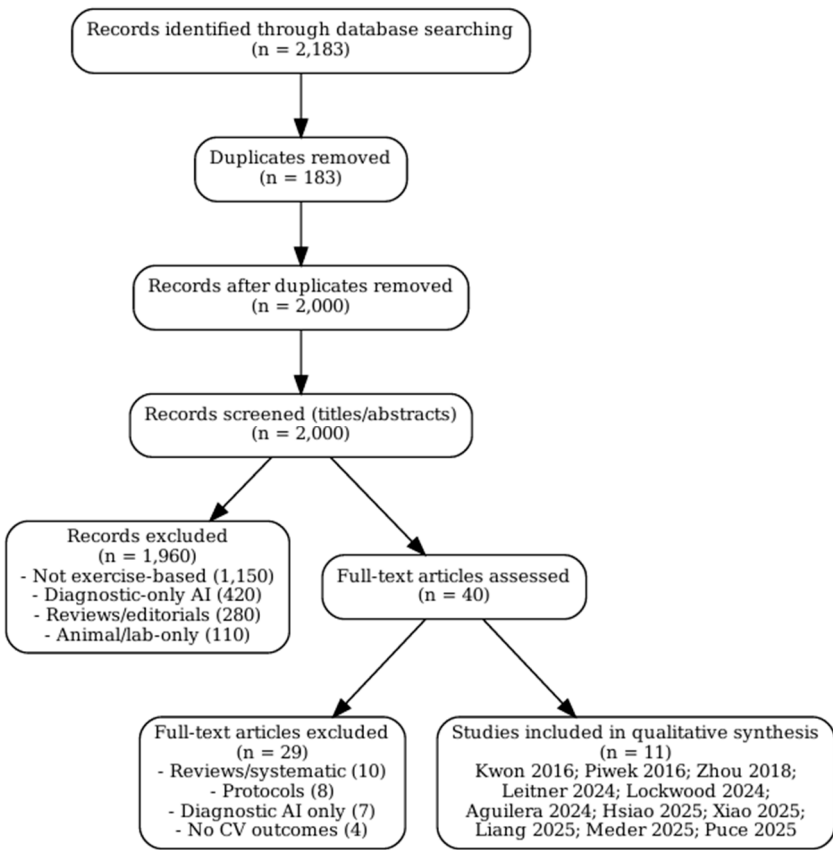 Records identified through database searching
(n = 2,183)
Duplicates removed
(n = 183)
Records after duplicates removed
(n = 2,000)
Records screened (titles/abstracts)
(n = 2,000)
Records excluded
(n = 1,960)
- Not exercise-based (1,150)
- Diagnostic-only AI (420)
- Reviews/editorials (280)
- Animal/lab-only (110)
Full-text articles assessed
(n = 40)
Full-text articles excluded
(n = 29)
- Reviews/systematic (10)
- Protocols (8)
- Diagnostic AI only (7)
- No CV outcomes (4)
Studies included in qualitative synthesis
(n = 11)
Kwon 2016; Piwek 2016; Zhou 2018;
Leitner 2024; Lockwood 2024;
Aguilera 2024; Hsiao 2025; Xiao 2025;
Liang 2025; Meder 2025; Puce 2025